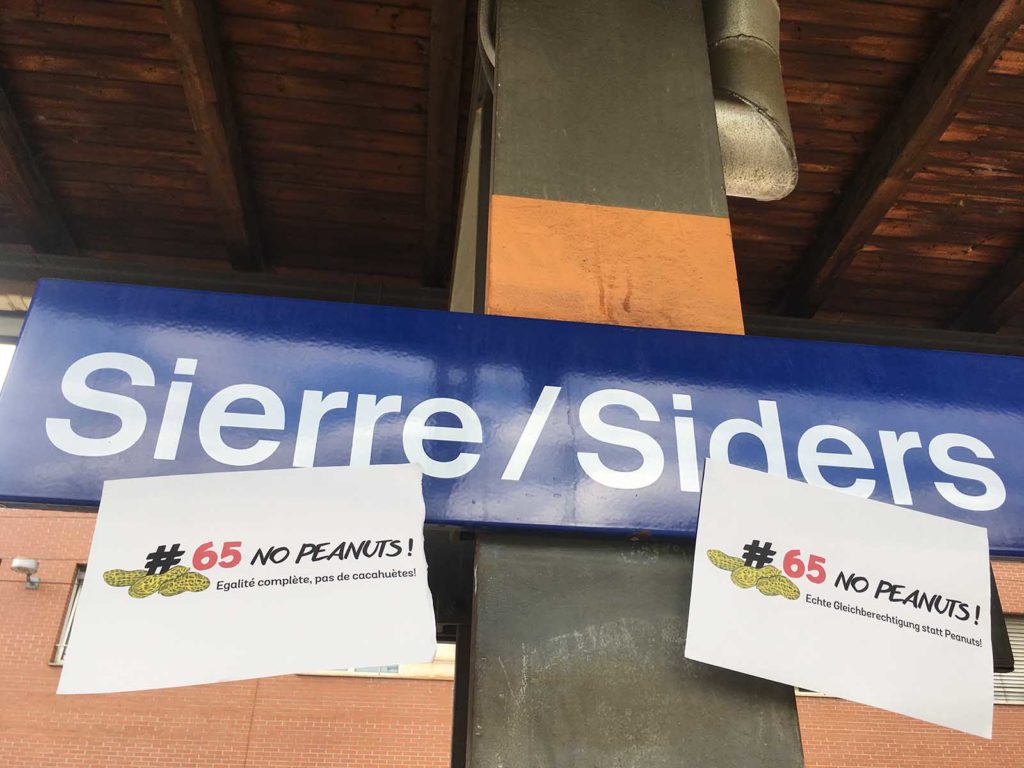 Sierre/Siders
# 65 NO PEANUTS!
Egalité complète, pas de cacahuètes!
# 65 NO PEANUTS!
Echte Gleichberechtigung statt Peanuts!